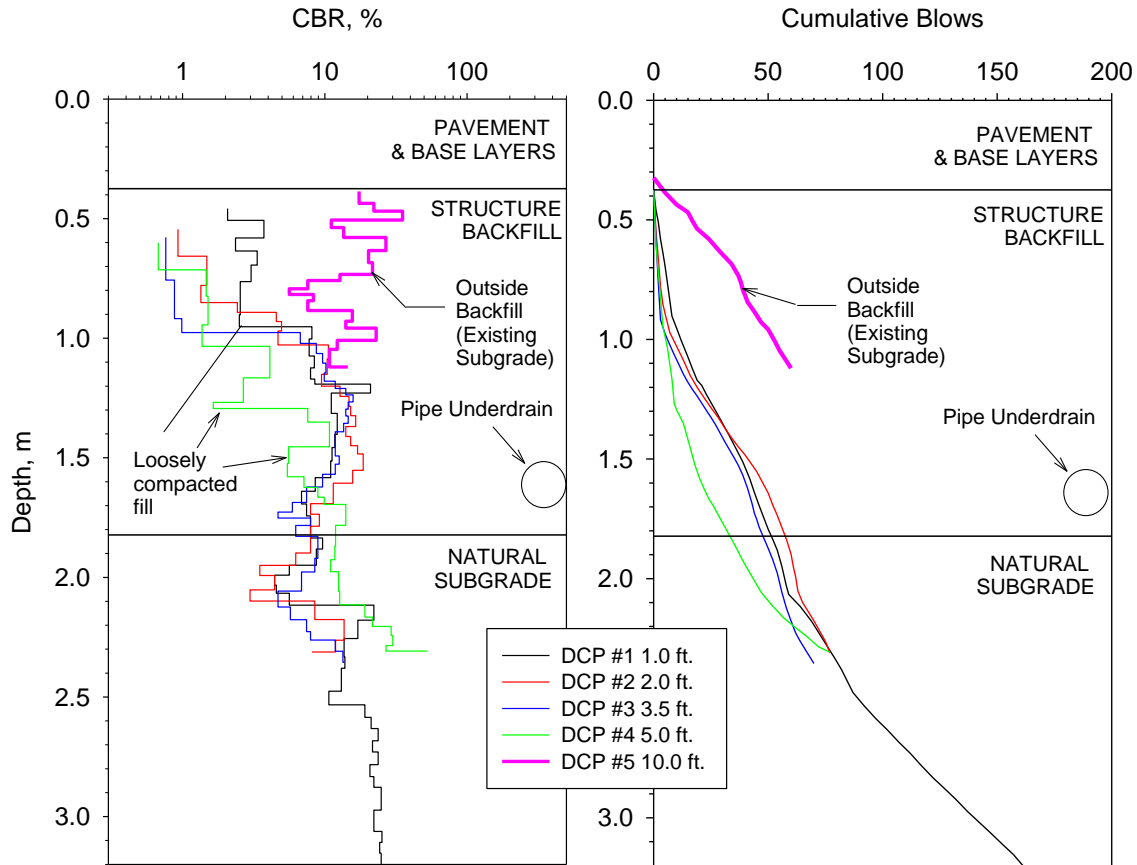 CBR, %
Cumulative Blows
1
10
100
0
50
100
150
200
0.0
0.5
1.0
1.5
2.0
2.5
3.0
Depth, m
PAVEMENT
& BASE LAYERS
STRUCTURE
BACKFILL
Outside
Backfill
(Existing
Subgrade)
Pipe Underdrain
Loosely
compacted
fill
NATURAL
SUBGRADE
0.0
0.5
1.0
1.5
2.0
2.5
3.0
PAVEMENT
& BASE LAYERS
STRUCTURE
BACKFILL
Outside
Backfill
(Existing Subgrade)
Pipe Underdrain
NATURAL
SUBGRADE
DCP #1 1.0 ft.
DCP #2 2.0 ft.
DCP #3 3.5 ft.
DCP #4 5.0 ft.
DCP #5 10.0 ft.